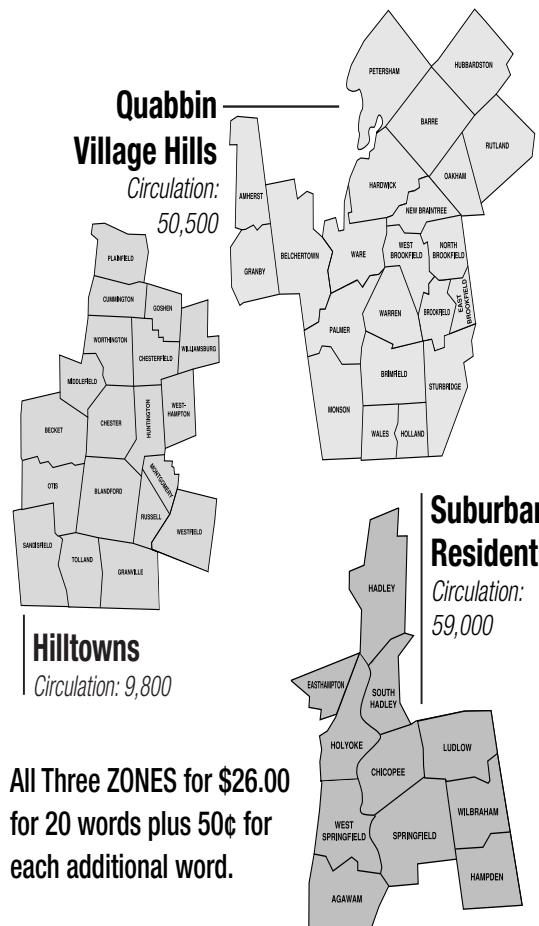 Quabbin
Village Hills
Circulation:
50,500
PETERSHAM
HUBBARDSTON
BARRE
RUTLAND
OAKHAM
HARDWICK
NEW BRAINTREE
AMHERST
BELCHERTOWN
GRANBY
WARE
WEST
BROOKFIELD
NORTH
BROOKFIELD
EAST
BROOKFIELD
BROOKFIELD
WARREN
PALMER
BRIMFIELD
STURBRIDGE
MONSON
WALES
HOLLAND
PLAINFIELD
CUMMINGTON
GOSHEN
WORTHINGTON
CHESTERFIELD
WILLIAMSBURG
MIDDLEFIELD
BECKET
CHESTER
HUNTINGTON
WEST-
HAMPTON
OTIS
BLANDFORD
MONTGOMERY
RUSSELL
WESTFIELD
SANDISFIELD
TOLLAND
GRANVILLE
Hilltowns
Circulation: 9,800
Suburban
Resident
Circulation:
59,000
HADLEY
EASTHAMPTON
SOUTH
HADLEY
HOLYOKE
CHICOPEE
LUDLOW
WEST
SPRINGFIELD
SPRINGFIELD
WILBRAHAM
HAMPDEN
AGAWAM
All Three ZONES for $26.00
for 20 words plus 50¢ for
each additional word.